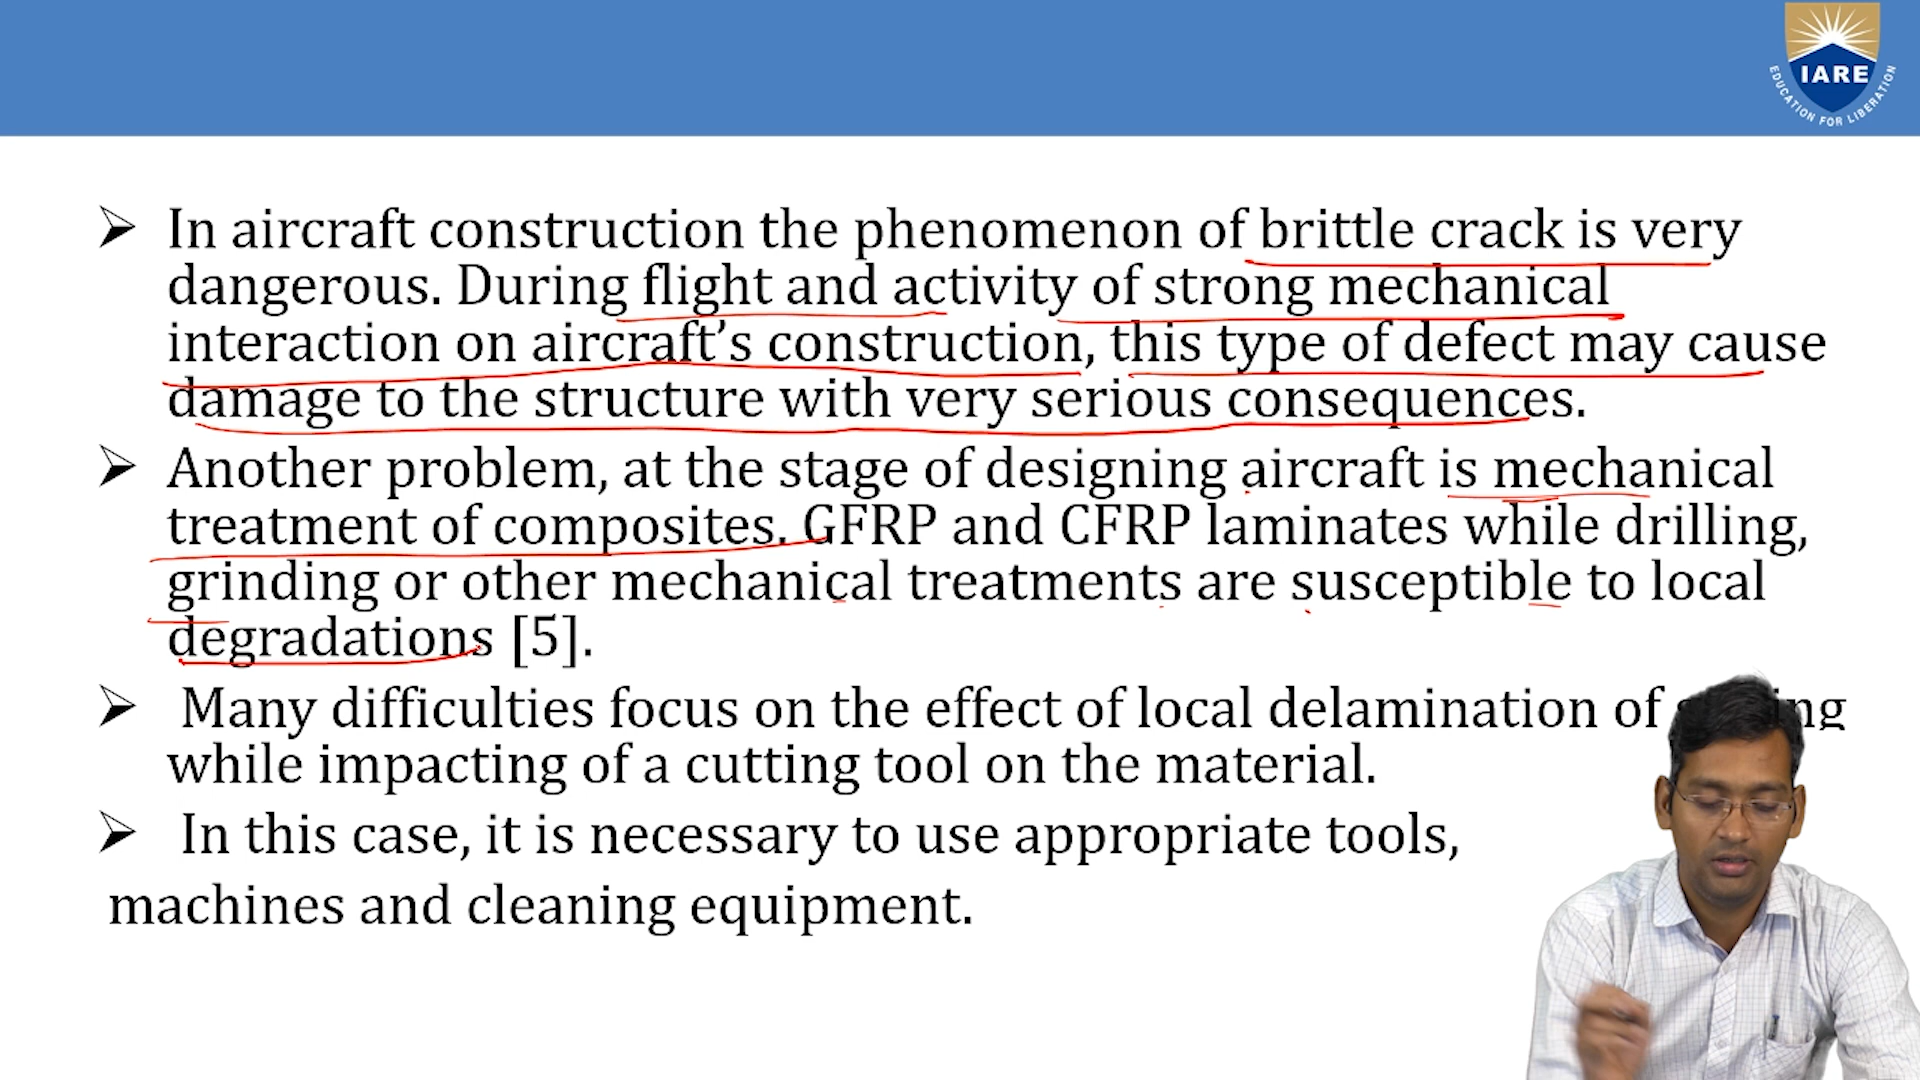 IARE
EDUCATION FOR LIBERATION
➢ In aircraft construction the phenomenon of brittle crack is very
dangerous. During flight and activity of strong mechanical
interaction on aircraft’s construction, this type of defect may cause
damage to the structure with very serious consequences.
➢ Another problem, at the stage of designing aircraft is mechanical
treatment of composites. GFRP and CFRP laminates while drilling,
grinding or other mechanical treatments are susceptible to local
degradations [5].
➢ Many difficulties focus on the effect of local delamination of
while impacting of a cutting tool on the material.
➢ In this case, it is necessary to use appropriate tools,
machines and cleaning equipment.